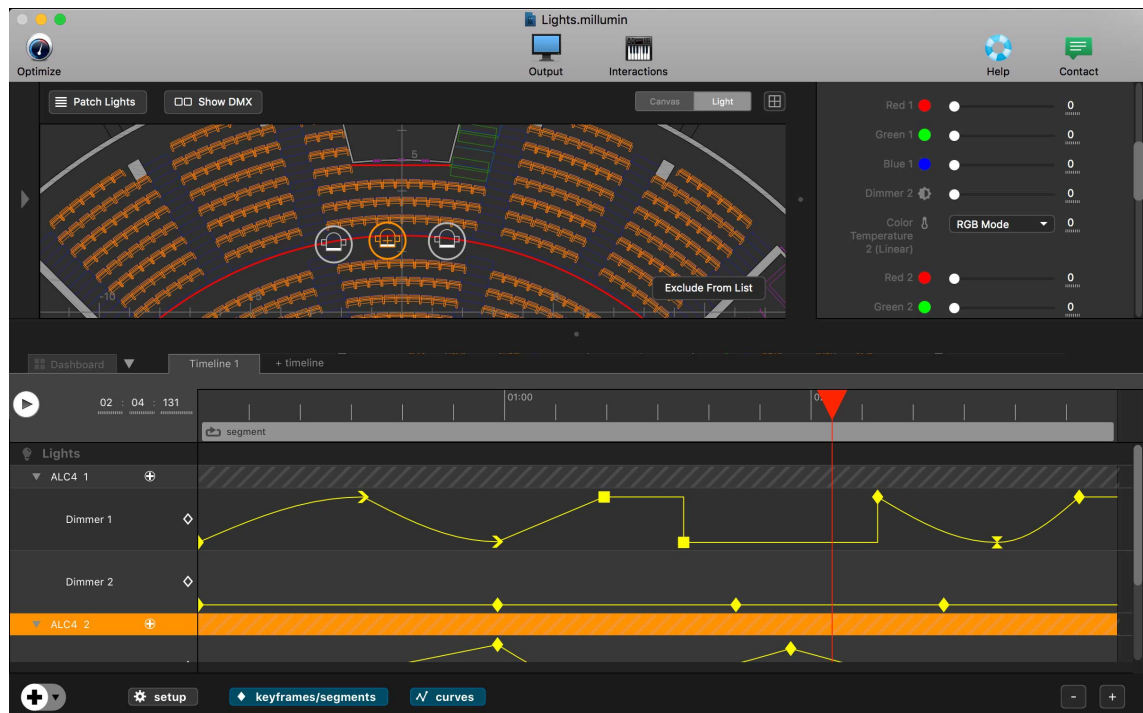 Lights.millumin
Optimize
Output
Interactions
Help
Contact
Patch Lights
Show DMX
Canvas
Light
5
-10
-5
Exclude From List
Red 1
0
Green 1
0
Blue 1
0
Dimmer 2
0
Color
Temperature
2 (Linear)
RGB Mode
0
Red 2
0
Green 2
0
Dashboard
Timeline 1
+ timeline
02 : 04 : 131
01:00
segment
Lights
ALC4 1
Dimmer 1
Dimmer 2
ALC4 2
setup
keyframes/segments
curves
-
+